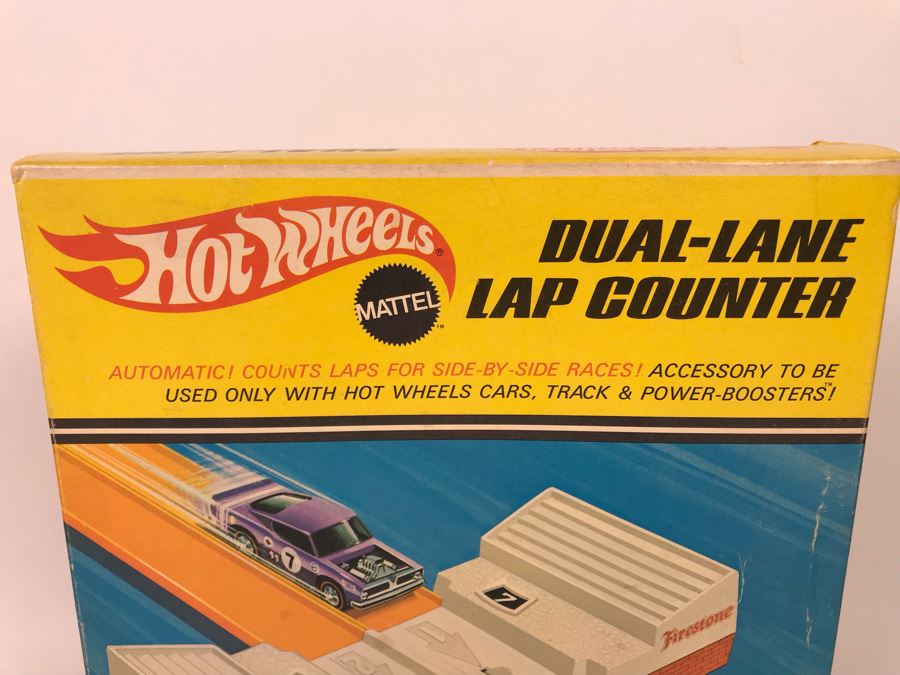 HOT WHEELS®
MATTEL™
DUAL-LANE
LAP COUNTER
AUTOMATIC! COUNTS LAPS FOR SIDE-BY-SIDE RACES! ACCESSORY TO BE
USED ONLY WITH HOT WHEELS CARS, TRACK & POWER-BOOSTERS™!
7
7
Firestone